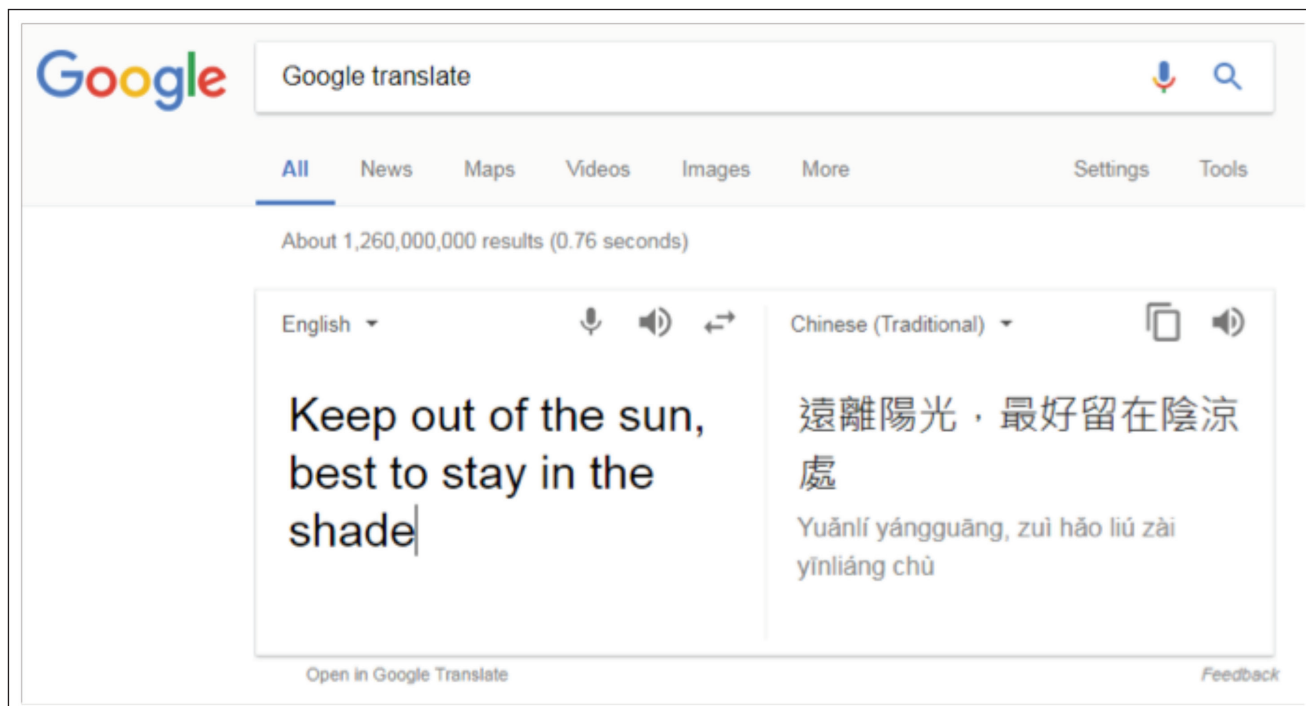 Google
Google translate
All News Maps Videos Images More Settings Tools
About 1,260,000,000 results (0.76 seconds)
English
Chinese (Traditional)
Keep out of the sun,
best to stay in the
shade
遠離陽光，最好留在陰涼
處
Yuǎnlí yángguāng, zuì hǎo liú zài
yīnliáng chù
Open in Google Translate
Feedback